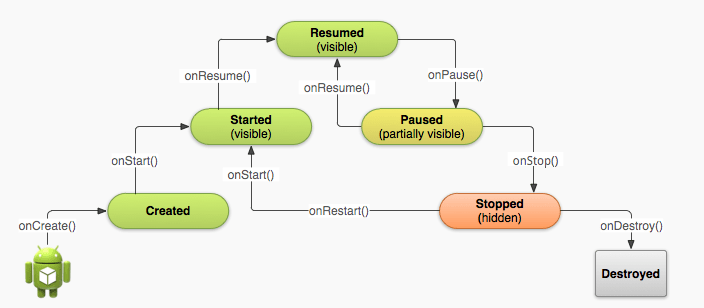 Resumed
(visible)
onResume()
onPause()
onResume()
Started
(visible)
Paused
(partially visible)
onStart()
onStart()
onStop()
Created
onRestart()
Stopped
(hidden)
onCreate()
onDestroy()
Destroyed